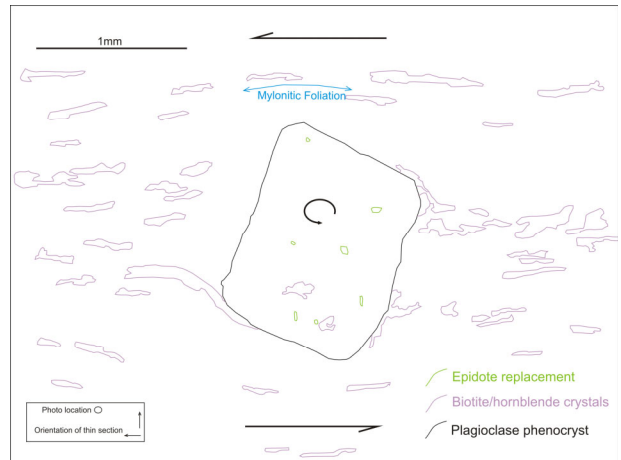 1mm
Mylonitic Foliation
Epidote replacement
Biotite/hornblende crystals
Plagioclase phenocryst
Photo location
Orientation of thin section